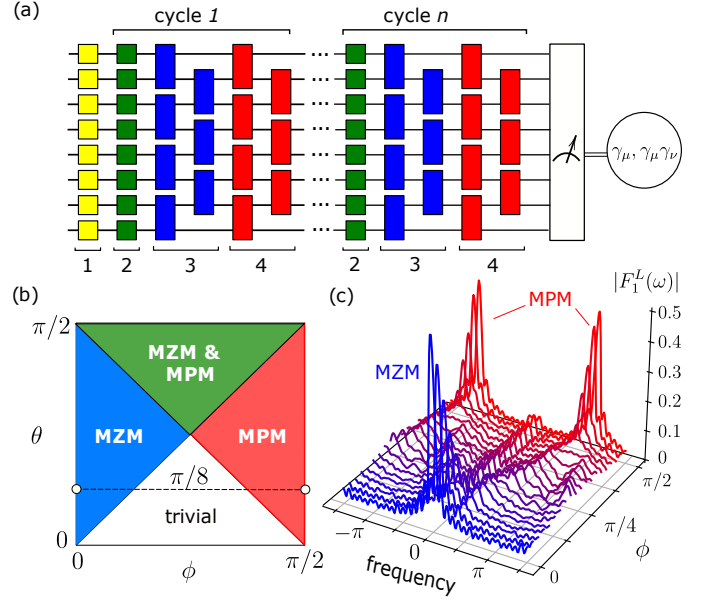 (a)
cycle 1
cycle n
...
...
γμ, γμγν
1
2
3
4
2
3
4
(b)
π/2
MZM &
MPM
MZM
MPM
θ
π/8
trivial
0
0
ϕ
π/2
(c)
|F₁ᴸ(ω)|
MPM
MZM
0.5
0.4
0.3
0.2
0.1
0
−π
0
π
frequency
0
π/4
π/2
ϕ